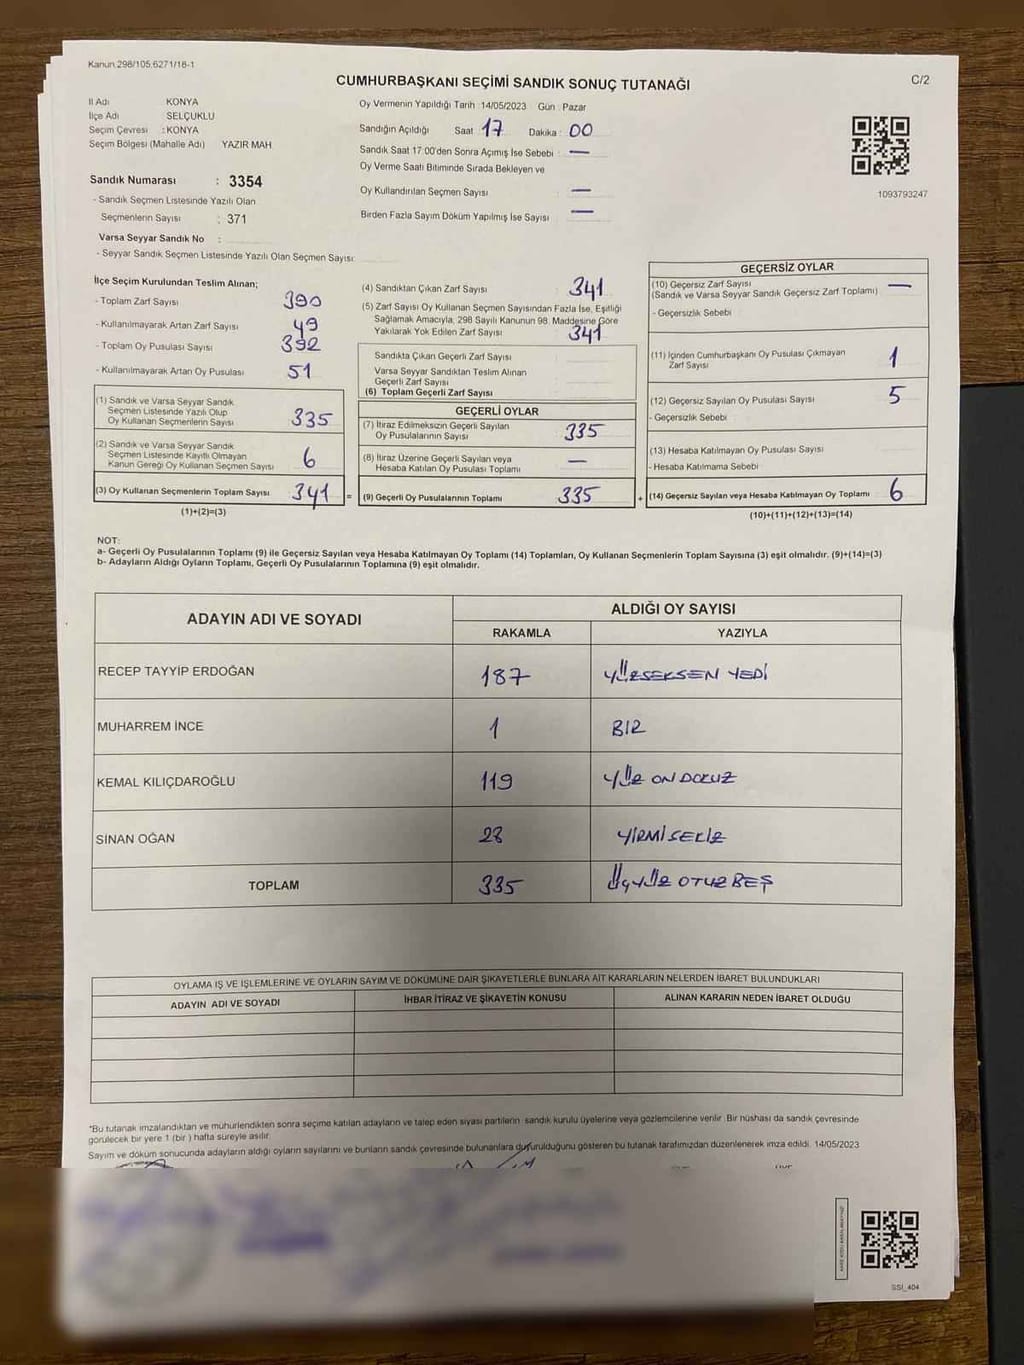 Kanun 298/105.6271/18-1
CUMHURBAŞKANI SEÇİMİ SANDIK SONUÇ TUTANAĞI
C/2
İl Adı KONYA
İlçe Adı SELÇUKLU
Seçim Çevresi : KONYA
Seçim Bölgesi (Mahalle Adı) YAZIR MAH
Oy Vermenin Yapıldığı Tarih : 14/05/2023 Gün : Pazar
Sandığın Açıldığı Saat 17 Dakika : 00
Sandık Saat 17:00'den Sonra Açımış İse Sebebi : —
Oy Verme Saati Bitiminde Sırada Bekleyen ve
Oy Kullandırılan Seçmen Sayısı —
Birden Fazla Sayım Döküm Yapılmış İse Sayısı —
1093793247
Sandık Numarası : 3354
- Sandık Seçmen Listesinde Yazılı Olan
Seçmenlerin Sayısı : 371
Varsa Seyyar Sandık No :
- Seyyar Sandık Seçmen Listesinde Yazılı Olan Seçmen Sayısı:
İlçe Seçim Kurulundan Teslim Alınan;
- Toplam Zarf Sayısı 390
- Kullanılmayarak Artan Zarf Sayısı 49
- Toplam Oy Pusulası Sayısı 392
- Kullanılmayarak Artan Oy Pusulası 51
(1) Sandık ve Varsa Seyyar Sandık
Seçmen Listesinde Yazılı Olup
Oy Kullanan Seçmenlerin Sayısı 335
(2) Sandık ve Varsa Seyyar Sandık
Seçmen Listesinde Kayıtlı Olmayan
Kanun Gereği Oy Kullanan Seçmen Sayısı 6
(3) Oy Kullanan Seçmenlerin Toplam Sayısı 341 =
(1)+(2)=(3)
(4) Sandıktan Çıkan Zarf Sayısı 341
(5) Zarf Sayısı Oy Kullanan Seçmen Sayısından Fazla İse, Eşitliği
Sağlamak Amacıyla, 298 Sayılı Kanunun 98. Maddesine Göre
Yakılarak Yok Edilen Zarf Sayısı 341
Sandıkta Çıkan Geçerli Zarf Sayısı
Varsa Seyyar Sandıktan Teslim Alınan
Geçerli Zarf Sayısı
(6) Toplam Geçerli Zarf Sayısı
GEÇERLİ OYLAR
(7) İtiraz Edilmeksizin Geçerli Sayılan
Oy Pusulalarının Sayısı 335
(8) İtiraz Üzerine Geçerli Sayılan veya
Hesaba Katılan Oy Pusulası Toplamı —
(9) Geçerli Oy Pusulalarının Toplamı 335 +
GEÇERSİZ OYLAR
(10) Geçersiz Zarf Sayısı —
(Sandık ve Varsa Seyyar Sandık Geçersiz Zarf Toplamı)
- Geçersizlik Sebebi
(11) İçinden Cumhurbaşkanı Oy Pusulası Çıkmayan
Zarf Sayısı 1
(12) Geçersiz Sayılan Oy Pusulası Sayısı 5
- Geçersizlik Sebebi
(13) Hesaba Katılmayan Oy Pusulası Sayısı
- Hesaba Katılmama Sebebi
(14) Geçersiz Sayılan veya Hesaba Katılmayan Oy Toplamı 6
(10)+(11)+(12)+(13)=(14)
NOT:
a- Geçerli Oy Pusulalarının Toplamı (9) ile Geçersiz Sayılan veya Hesaba Katılmayan Oy Toplamı (14) Toplamları, Oy Kullanan Seçmenlerin Toplam Sayısına (3) eşit olmalıdır. (9)+(14)=(3)
b- Adayların Aldığı Oyların Toplamı, Geçerli Oy Pusulalarının Toplamına (9) eşit olmalıdır.
ADAYIN ADI VE SOYADI
ALDIĞI OY SAYISI
RAKAMLA YAZIYLA
RECEP TAYYİP ERDOĞAN 187 YÜZSEKSEN YEDİ
MUHARREM İNCE 1 BIR
KEMAL KILIÇDAROĞLU 119 YÜZ ON DOKUZ
SİNAN OĞAN 28 YİRMİ SEKİZ
TOPLAM 335 ÜÇYÜZ OTUZ BEŞ
OYLAMA İŞ VE İŞLEMLERİNE VE OYLARIN SAYIM VE DÖKÜMÜNE DAİR ŞİKAYETLERLE BUNLARA AİT KARARLARIN NELERDEN İBARET BULUNDUKLARI
ADAYIN ADI VE SOYADI İHBAR İTİRAZ VE ŞİKAYETİN KONUSU ALINAN KARARIN NEDEN İBARET OLDUĞU
*Bu tutanak imzalandıktan ve mühürlendikten sonra seçime katılan adayların ve talep eden siyasi partilerin sandık kurulu üyelerine veya gözlemcilerine verilir. Bir nüshası da sandık çevresinde
görülecek bir yere 1 (bir) hafta süreyle asılır.
Sayım ve döküm sonucunda adayların aldığı oyların sayılarını ve bunların sandık çevresinde bulunanlara duyurulduğunu gösteren bu tutanak tarafımızdan düzenlenerek imza edildi. 14/05/2023
SSI_404